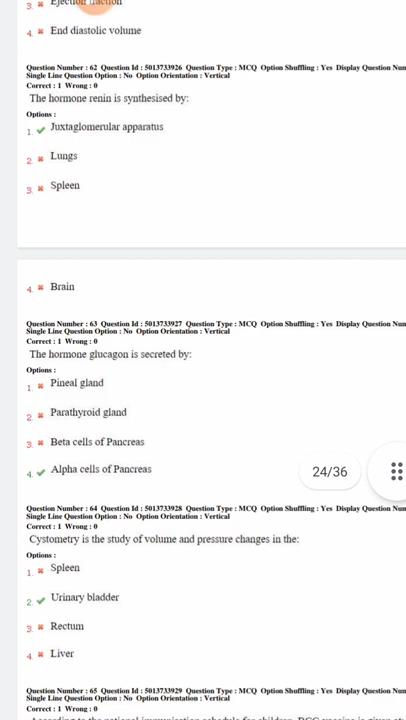 3. Ejection fraction
4. End diastolic volume
Question Number : 62 Question Id : 5013733926 Question Type : MCQ Option Shuffling : Yes Display Question Num
Single Line Question Option : No Option Orientation : Vertical
Correct : 1 Wrong : 0
The hormone renin is synthesised by:
Options :
1. Juxtaglomerular apparatus
2. Lungs
3. Spleen
4. Brain
Question Number : 63 Question Id : 5013733927 Question Type : MCQ Option Shuffling : Yes Display Question Num
Single Line Question Option : No Option Orientation : Vertical
Correct : 1 Wrong : 0
The hormone glucagon is secreted by:
Options :
1. Pineal gland
2. Parathyroid gland
3. Beta cells of Pancreas
4. Alpha cells of Pancreas
24/36
Question Number : 64 Question Id : 5013733928 Question Type : MCQ Option Shuffling : Yes Display Question Num
Single Line Question Option : No Option Orientation : Vertical
Correct : 1 Wrong : 0
Cystometry is the study of volume and pressure changes in the:
Options :
1. Spleen
2. Urinary bladder
3. Rectum
4. Liver
Question Number : 65 Question Id : 5013733929 Question Type : MCQ Option Shuffling : Yes Display Question Num
Single Line Question Option : No Option Orientation : Vertical
Correct : 1 Wrong : 0